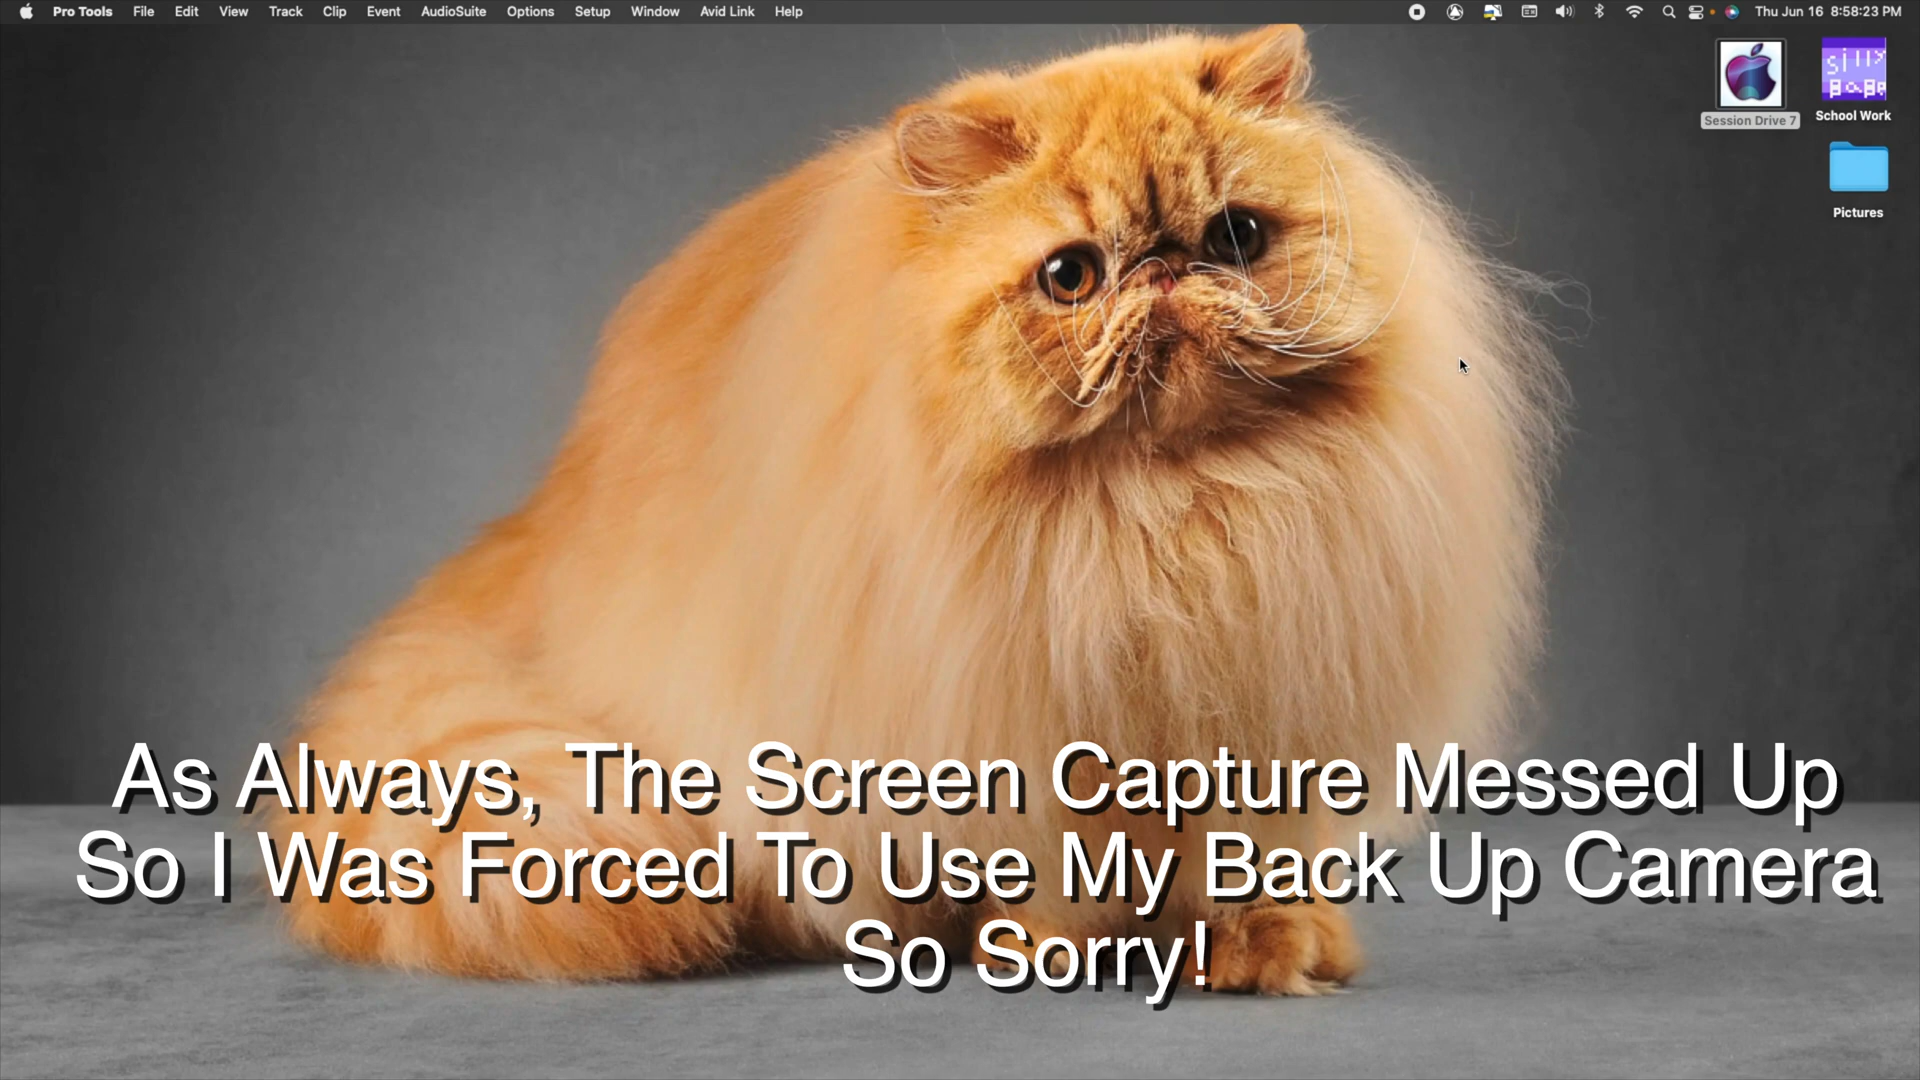 Pro Tools File Edit View Track Clip Event AudioSuite Options Setup Window Avid Link Help Thu Jun 16 8:58:23 PM
Session Drive 7
School Work
Pictures
As Always, The Screen Capture Messed Up
So I Was Forced To Use My Back Up Camera
So Sorry!